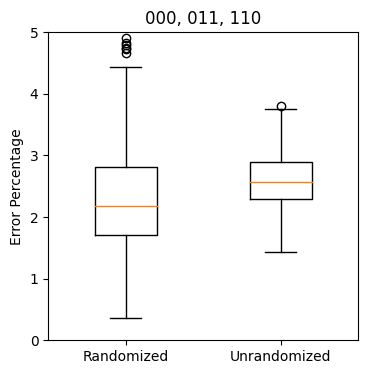 000, 011, 110
5
4
3
2
1
0
Error Percentage
Randomized
Unrandomized